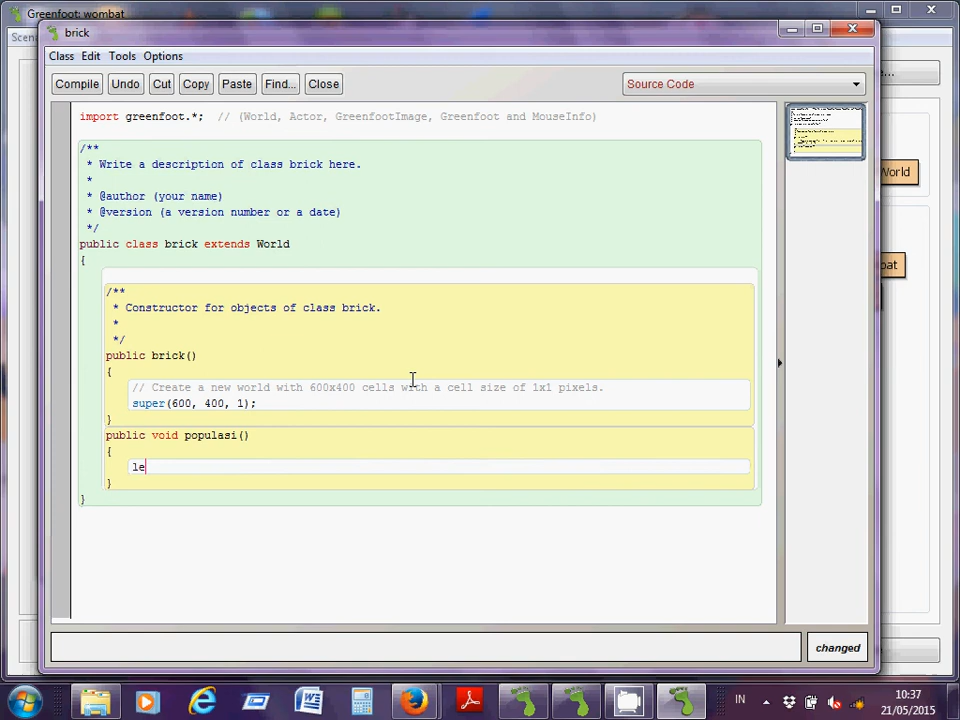 Greenfoot: wombat
Scen
brick
Class Edit Tools Options
Compile Undo Cut Copy Paste Find... Close Source Code
...
import greenfoot.*;  // (World, Actor, GreenfootImage, Greenfoot and MouseInfo)
/**
* Write a description of class brick here.
*
* @author (your name)
* @version (a version number or a date)
*/
public class brick extends World
{
/**
* Constructor for objects of class brick.
*
*/
public brick()
{
// Create a new world with 600x400 cells with a cell size of 1x1 pixels.
super(600, 400, 1);
}
public void populasi()
{
le
}
}
World
bat
changed
IN
10:37
21/05/2015